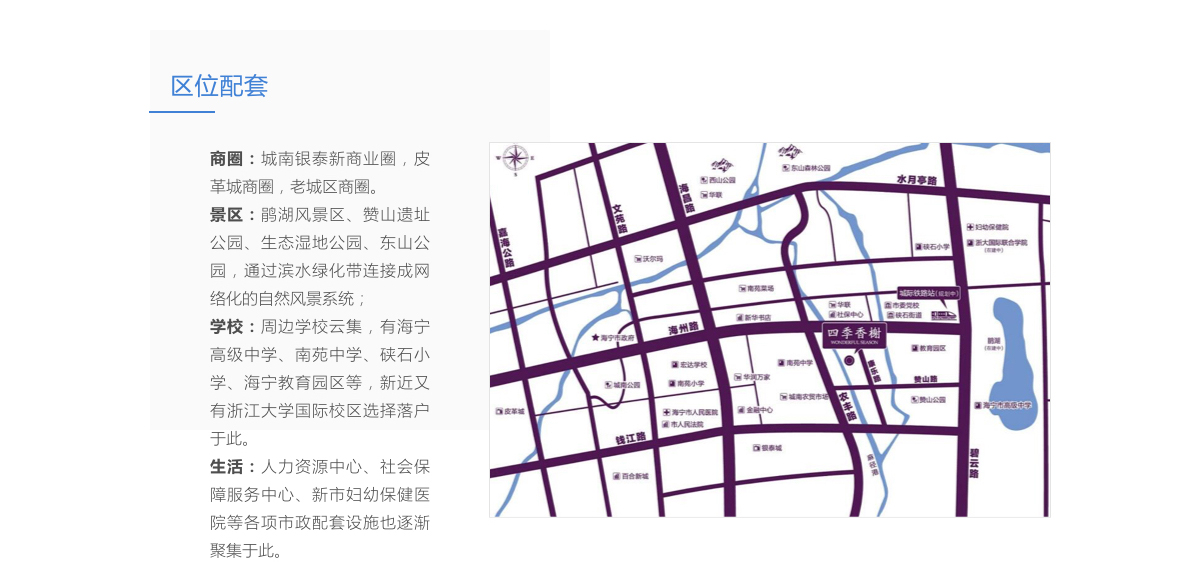 区位配套
商圈：城南银泰新商业圈，皮
革城商圈，老城区商圈。
景区：鹃湖风景区、赞山遗址
公园、生态湿地公园、东山公
园，通过滨水绿化带连接成网
络化的自然风景系统；
学校：周边学校云集，有海宁
高级中学、南苑中学、硖石小
学、海宁教育园区等，新近又
有浙江大学国际校区选择落户
于此。
生活：人力资源中心、社会保
障服务中心、新市妇幼保健医
院等各项市政配套设施也逐渐
聚集于此。
东山森林公园
西山公园
华联
海昌路
水月亭路
文苑路
嘉海公路
妇幼保健院
硖石小学
浙大国际联合学院
(在建中)
沃尔玛
南苑菜场
城际铁路站(规划中)
华联
市委党校
社保中心
硖石街道
新华书店
海州路
海宁市政府
四季香榭
WONDERFUL SEASON
鹃湖
(在建中)
教育园区
宏达学校
南苑中学
康乐路
华润万家
赞山路
南苑小学
城南公园
城南农贸市场
农丰路
赞山公园
海宁市高级中学
皮革城
海宁市人民医院
金融中心
市人民法院
钱江路
银泰城
碧云路
百合新城